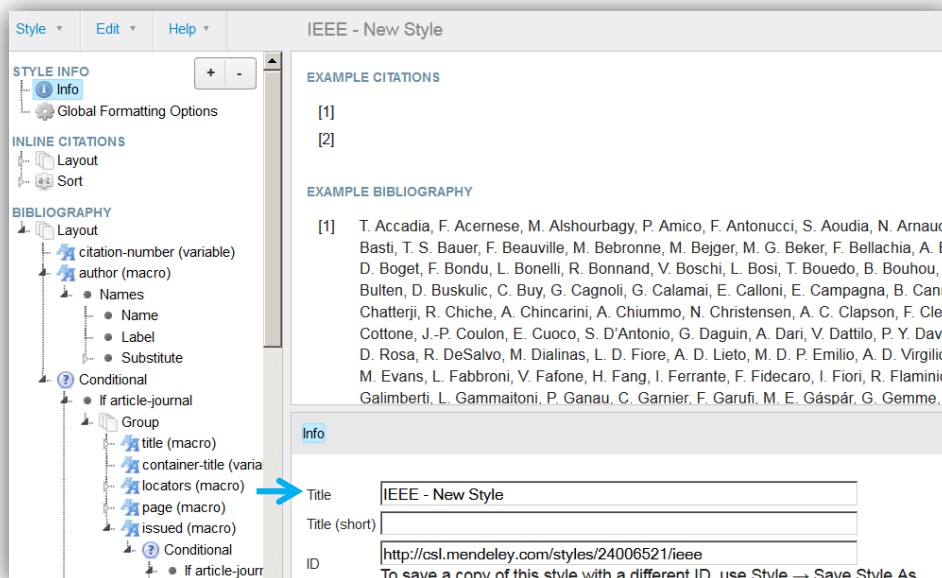 Style Edit Help
IEEE - New Style
STYLE INFO
+ -
Info
Global Formatting Options
INLINE CITATIONS
Layout
Sort
BIBLIOGRAPHY
Layout
citation-number (variable)
author (macro)
Names
Name
Label
Substitute
Conditional
If article-journal
Group
title (macro)
container-title (varia
locators (macro)
page (macro)
issued (macro)
Conditional
If article-journ
EXAMPLE CITATIONS
[1]
[2]
EXAMPLE BIBLIOGRAPHY
[1] T. Accadia, F. Acernese, M. Alshourbagy, P. Amico, F. Antonucci, S. Aoudia, N. Arnaud
Basti, T. S. Bauer, F. Beauville, M. Bebronne, M. Bejger, M. G. Beker, F. Bellachia, A.
D. Boget, F. Bondu, L. Bonelli, R. Bonnand, V. Boschi, L. Bosi, T. Bouedo, B. Bouhou,
Bulten, D. Buskulic, C. Buy, G. Cagnoli, G. Calamai, E. Calloni, E. Campagna, B. Can
Chatterji, R. Chiche, A. Chincarini, A. Chiummo, N. Christensen, A. C. Clapson, F. Cle
Cottone, J.-P. Coulon, E. Cuoco, S. D'Antonio, G. Daguin, A. Dari, V. Dattilo, P. Y. Dav
D. Rosa, R. DeSalvo, M. Dialinas, L. D. Fiore, A. D. Lieto, M. D. P. Emilio, A. D. Virgilio
M. Evans, L. Fabbroni, V. Fafone, H. Fang, I. Ferrante, F. Fidecaro, I. Fiori, R. Flaminio
Galimberti, L. Gammaitoni, P. Ganau, C. Garnier, F. Garufi, M. E. Gáspár, G. Gemme,
Info
Title IEEE - New Style
Title (short)
ID http://csl.mendeley.com/styles/24006521/ieee
To save a copy of this style with a different ID, use Style → Save Style As